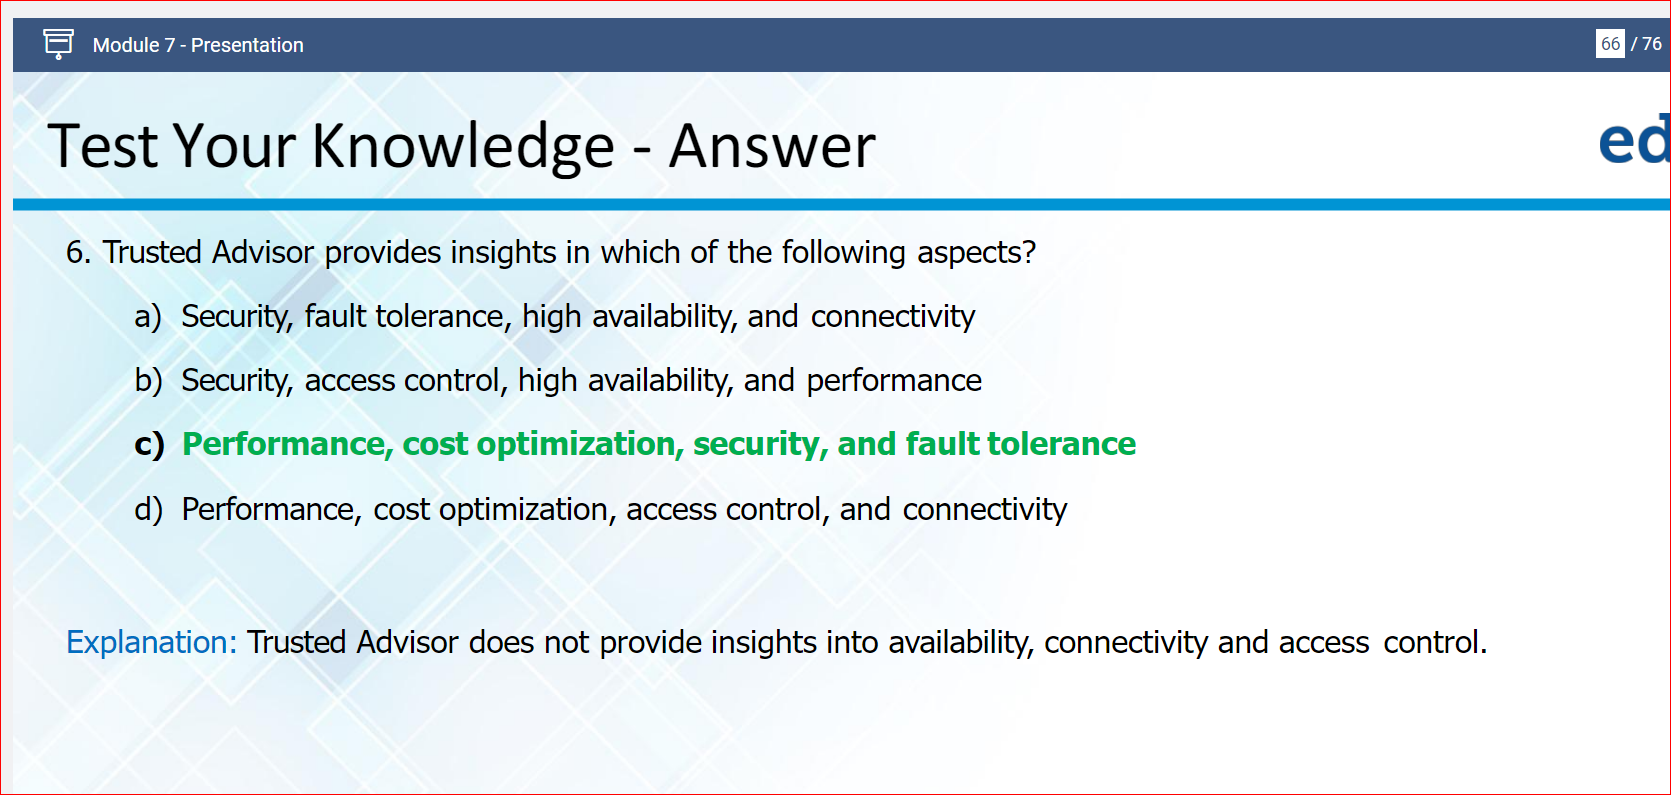 Module 7 - Presentation
66 / 76
Test Your Knowledge - Answer
ed
6. Trusted Advisor provides insights in which of the following aspects?
a) Security, fault tolerance, high availability, and connectivity
b) Security, access control, high availability, and performance
c) Performance, cost optimization, security, and fault tolerance
d) Performance, cost optimization, access control, and connectivity
Explanation: Trusted Advisor does not provide insights into availability, connectivity and access control.